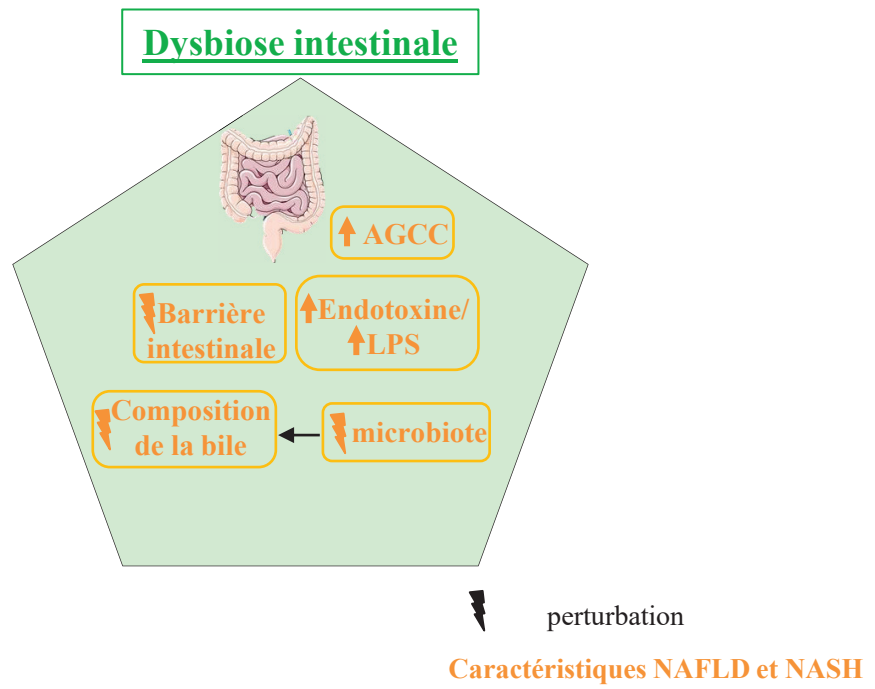 Dysbiose intestinale
AGCC
Barrière
intestinale
Endotoxine/
LPS
Composition
de la bile
microbiote
perturbation
Caractéristiques NAFLD et NASH